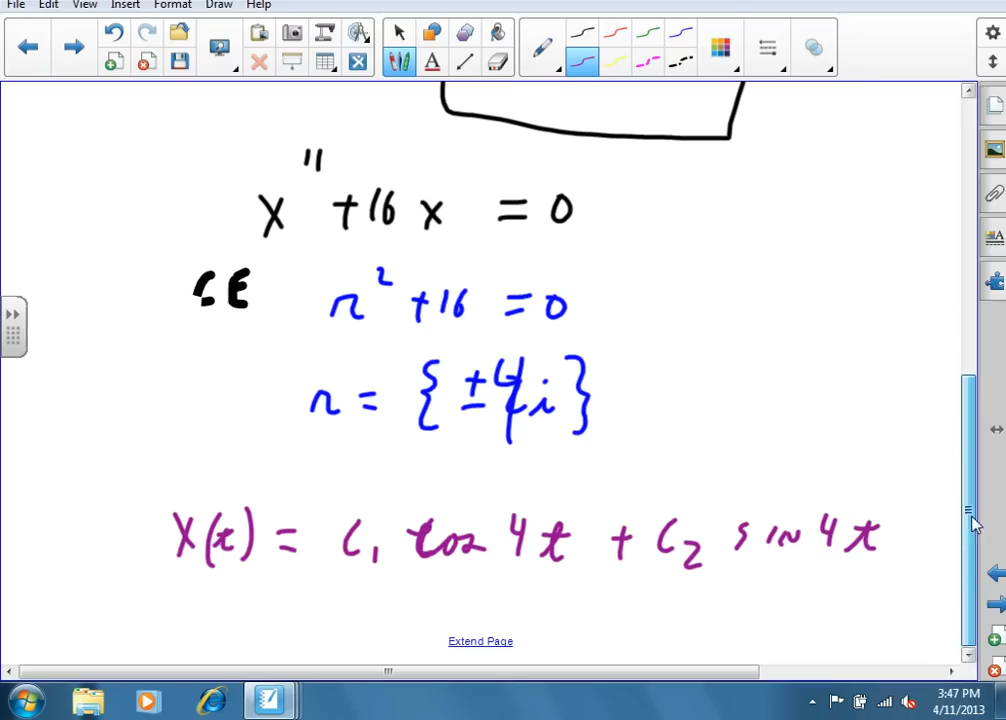 File Edit View Insert Format Draw Help
x" + 16 x = 0
CE r² + 16 = 0
r = { ± 4i }
X(t) = C₁ cos 4t + C₂ sin 4t
Extend Page
3:47 PM
4/11/2013